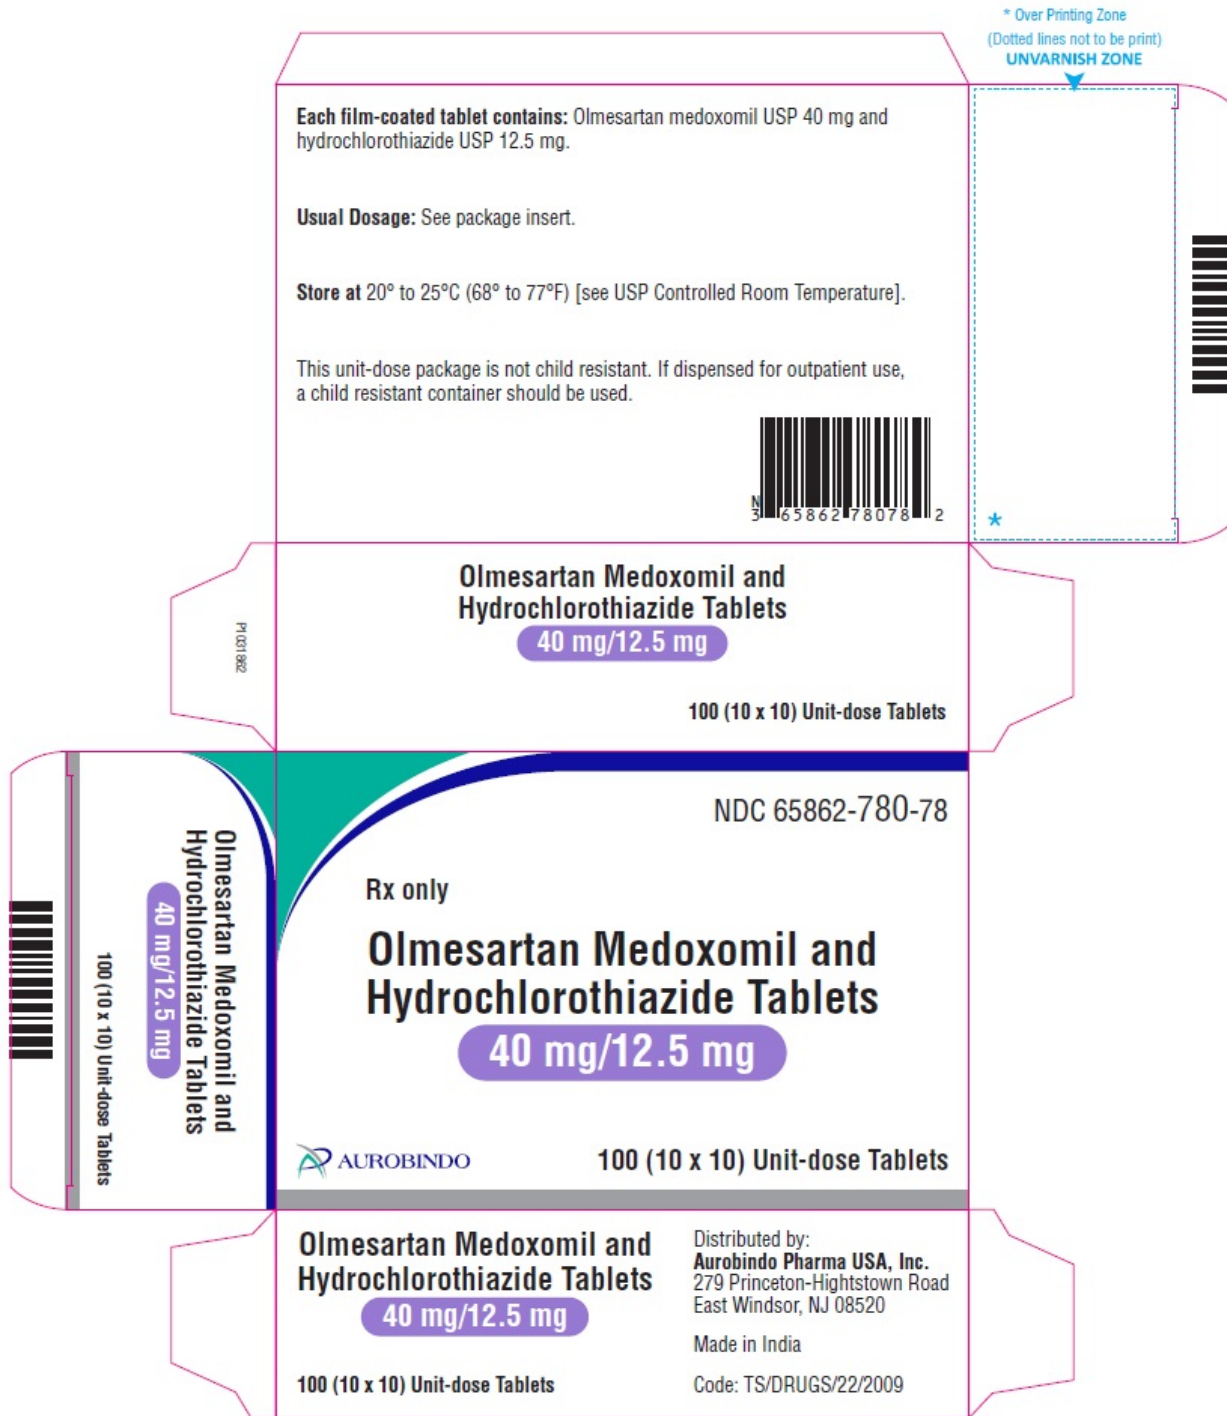 * Over Printing Zone
(Dotted lines not to be print)
UNVARNISH ZONE
Each film-coated tablet contains: Olmesartan medoxomil USP 40 mg and
hydrochlorothiazide USP 12.5 mg.
Usual Dosage: See package insert.
Store at 20° to 25°C (68° to 77°F) [see USP Controlled Room Temperature].
This unit-dose package is not child resistant. If dispensed for outpatient use,
a child resistant container should be used.
N
3 65862 78078 2
*
Olmesartan Medoxomil and
Hydrochlorothiazide Tablets
40 mg/12.5 mg
100 (10 x 10) Unit-dose Tablets
P1031862
Olmesartan Medoxomil and
Hydrochlorothiazide Tablets
40 mg/12.5 mg
100 (10 x 10) Unit-dose Tablets
NDC 65862-780-78
Rx only
Olmesartan Medoxomil and
Hydrochlorothiazide Tablets
40 mg/12.5 mg
AUROBINDO
100 (10 x 10) Unit-dose Tablets
Olmesartan Medoxomil and
Hydrochlorothiazide Tablets
40 mg/12.5 mg
100 (10 x 10) Unit-dose Tablets
Distributed by:
Aurobindo Pharma USA, Inc.
279 Princeton-Hightstown Road
East Windsor, NJ 08520
Made in India
Code: TS/DRUGS/22/2009